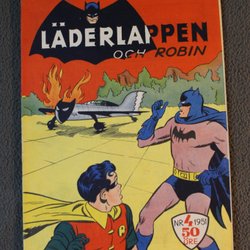 LÄDERLAPPEN
OCH ROBIN
R
NR. 4 1951
50
ÖRE